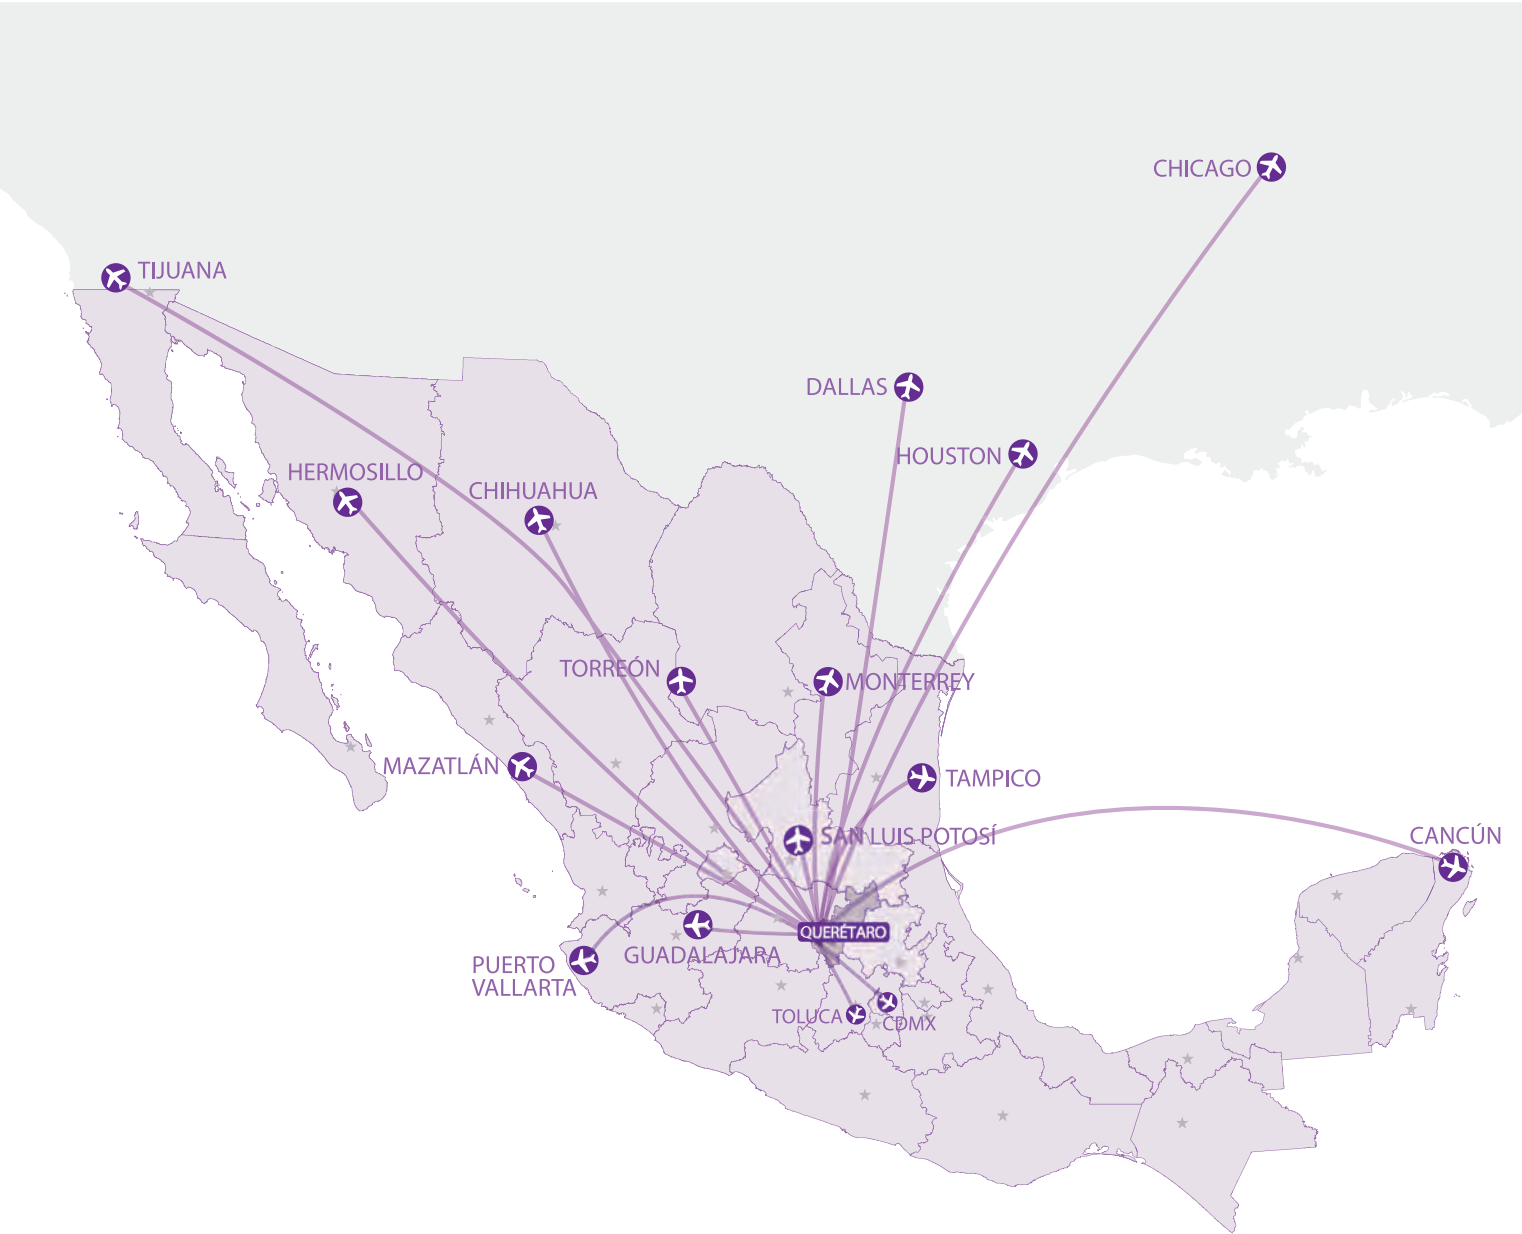 CHICAGO
TIJUANA
DALLAS
HOUSTON
HERMOSILLO
CHIHUAHUA
TORREÓN
MONTERREY
MAZATLÁN
TAMPICO
SAN LUIS POTOSÍ
CANCÚN
QUERÉTARO
GUADALAJARA
PUERTO
VALLARTA
TOLUCA
CDMX